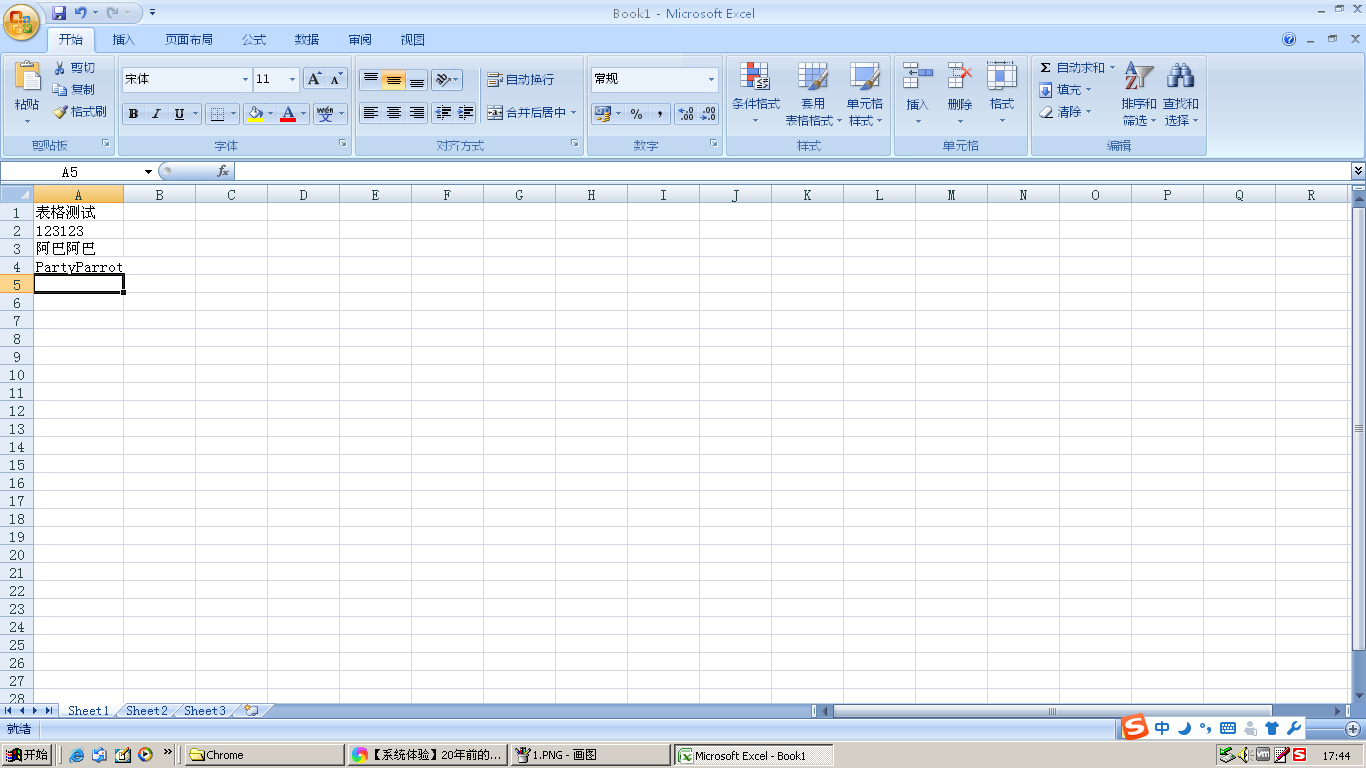 Book1 - Microsoft Excel
开始 插入 页面布局 公式 数据 审阅 视图
粘贴 剪切 复制 格式刷 剪贴板
宋体 11
B I U wén 变
字体
自动换行
合并后居中
对齐方式
常规
% , .00
数字
条件格式 套用表格格式 单元格样式
样式
插入 删除 格式
单元格
Σ 自动求和 填充 清除 排序和筛选 查找和选择
编辑
A5 fx
A B C D E F G H I J K L M N O P Q R
1 表格测试
2 123123
3 阿巴阿巴
4 PartyParrot
5
6
7
8
9
10
11
12
13
14
15
16
17
18
19
20
21
22
23
24
25
26
27
28
Sheet1 Sheet2 Sheet3
就绪
S 中
开始 » Chrome 【系统体验】20年前的... 1.PNG - 画图 Microsoft Excel - Book1 vm S 17:44